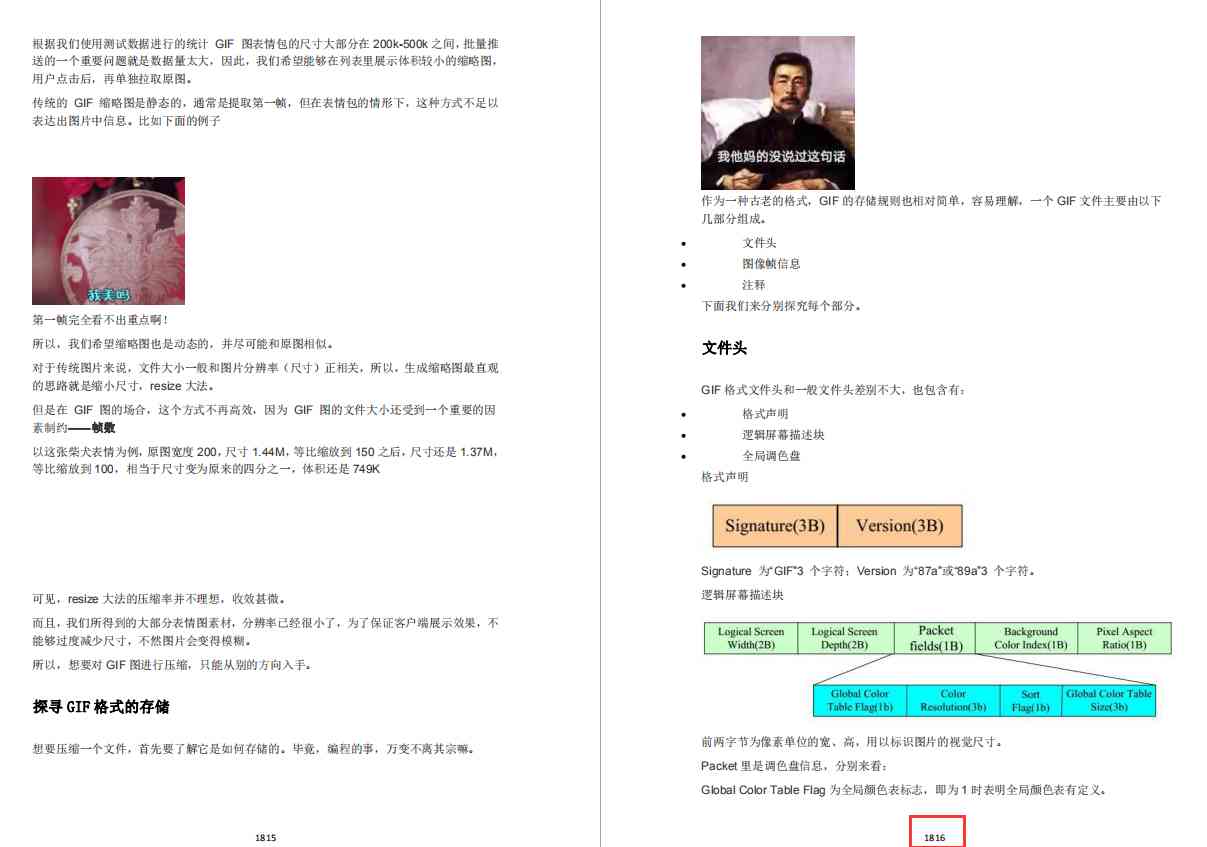 根据我们使用测试数据进行的统计 GIF 图表情包的尺寸大部分在 200k-500k 之间，批量推
送的一个重要问题就是数据量太大，因此，我们希望能够在列表里展示体积较小的缩略图，
用户点击后，再单独拉取原图。
传统的 GIF 缩略图是静态的，通常是提取第一帧，但在表情包的情形下，这种方式不足以
表达出图片中信息。比如下面的例子
我美吗
第一帧完全看不出重点啊！
所以，我们希望缩略图也是动态的，并尽可能和原图相似。
对于传统图片来说，文件大小一般和图片分辨率（尺寸）正相关，所以，生成缩略图最直观
的思路就是缩小尺寸，resize 大法。
但是在 GIF 图的场合，这个方式不再高效，因为 GIF 图的文件大小还受到一个重要的因
素制约——帧数
以这张柴犬表情为例，原图宽度 200，尺寸 1.44M，等比缩放到 150 之后，尺寸还是 1.37M，
等比缩放到 100，相当于尺寸变为原来的四分之一，体积还是 749K
可见，resize 大法的压缩率并不理想，收效甚微。
而且，我们所得到的大部分表情图素材，分辨率已经很小了，为了保证客户端展示效果，不
能够过度减少尺寸，不然图片会变得模糊。
所以，想要对 GIF 图进行压缩，只能从别的方向入手。
探寻 GIF 格式的存储
想要压缩一个文件，首先要了解它是如何存储的。毕竟，编程的事，万变不离其宗嘛。
1815
我他妈的没说过这句话
作为一种古老的格式，GIF 的存储规则也相对简单，容易理解，一个 GIF 文件主要由以下
几部分组成。
• 文件头
• 图像帧信息
• 注释
下面我们来分别探究每个部分。
文件头
GIF 格式文件头和一般文件头差别不大，也包含有：
• 格式声明
• 逻辑屏幕描述块
• 全局调色盘
格式声明
Signature(3B) Version(3B)
Signature 为“GIF”3 个字符；Version 为“87a”或“89a”3 个字符。
逻辑屏幕描述块
Logical Screen Width(2B) Logical Screen Depth(2B) Packet fields(1B) Background Color Index(1B) Pixel Aspect Ratio(1B)
Global Color Table Flag(1b) Color Resolution(3b) Sort Flag(1b) Global Color Table Size(3b)
前两字节为像素单位的宽、高，用以标识图片的视觉尺寸。
Packet 里是调色盘信息，分别来看：
Global Color Table Flag 为全局颜色表标志，即为 1 时表明全局颜色表有定义。
1816